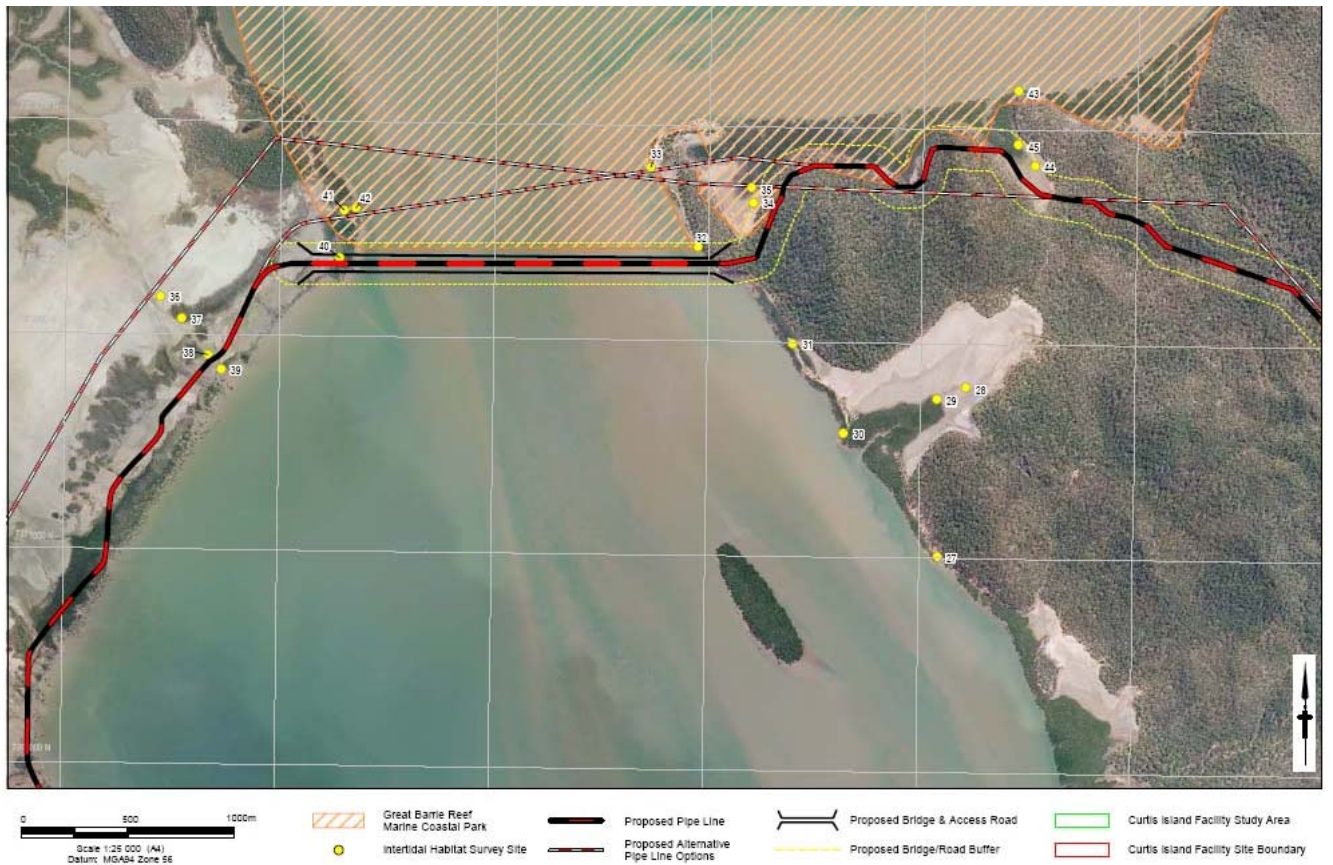 43
45
44
33
35
34
41
42
32
40
36
37
31
38
39
28
29
30
27
0 500 1000m
Scale 1:25 000 (A4)
Datum: MGA94 Zone 56
Great Barrie Reef
Marine Coastal Park
Intertidal Habitat Survey Site
Proposed Pipe Line
Proposed Alternative
Pipe Line Options
Proposed Bridge & Access Road
Proposed Bridge/Road Buffer
Curtis Island Facility Study Area
Curtis Island Facility Site Boundary